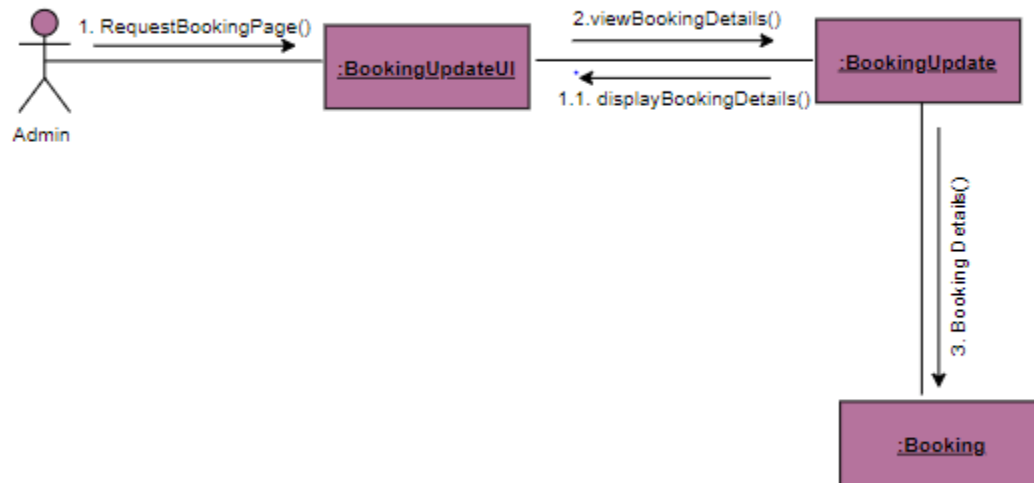 1. RequestBookingPage()
2.viewBookingDetails()
:BookingUpdateUI
:BookingUpdate
1.1. displayBookingDetails()
Admin
3. Booking Details()
:Booking